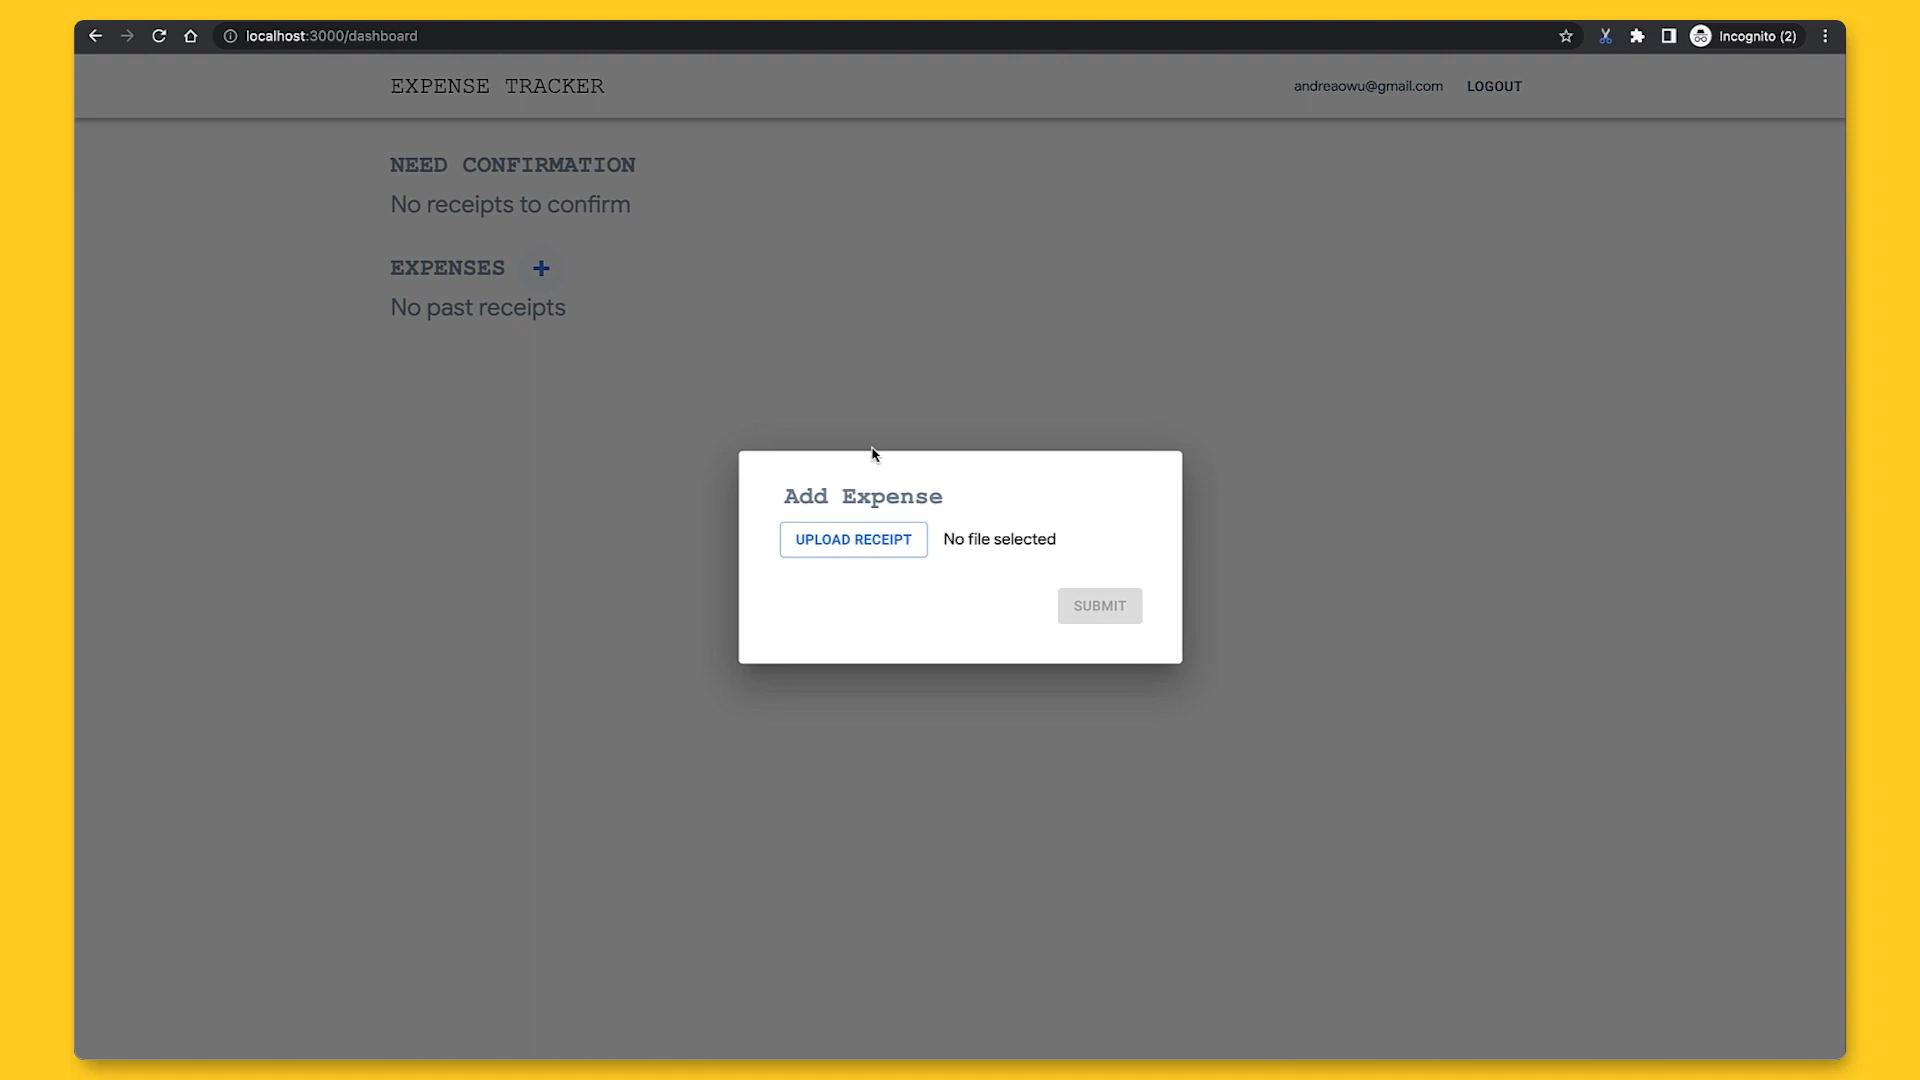 localhost:3000/dashboard
Incognito (2)
EXPENSE TRACKER
andreaowu@gmail.com
LOGOUT
NEED CONFIRMATION
No receipts to confirm
EXPENSES +
No past receipts
Add Expense
UPLOAD RECEIPT No file selected
SUBMIT